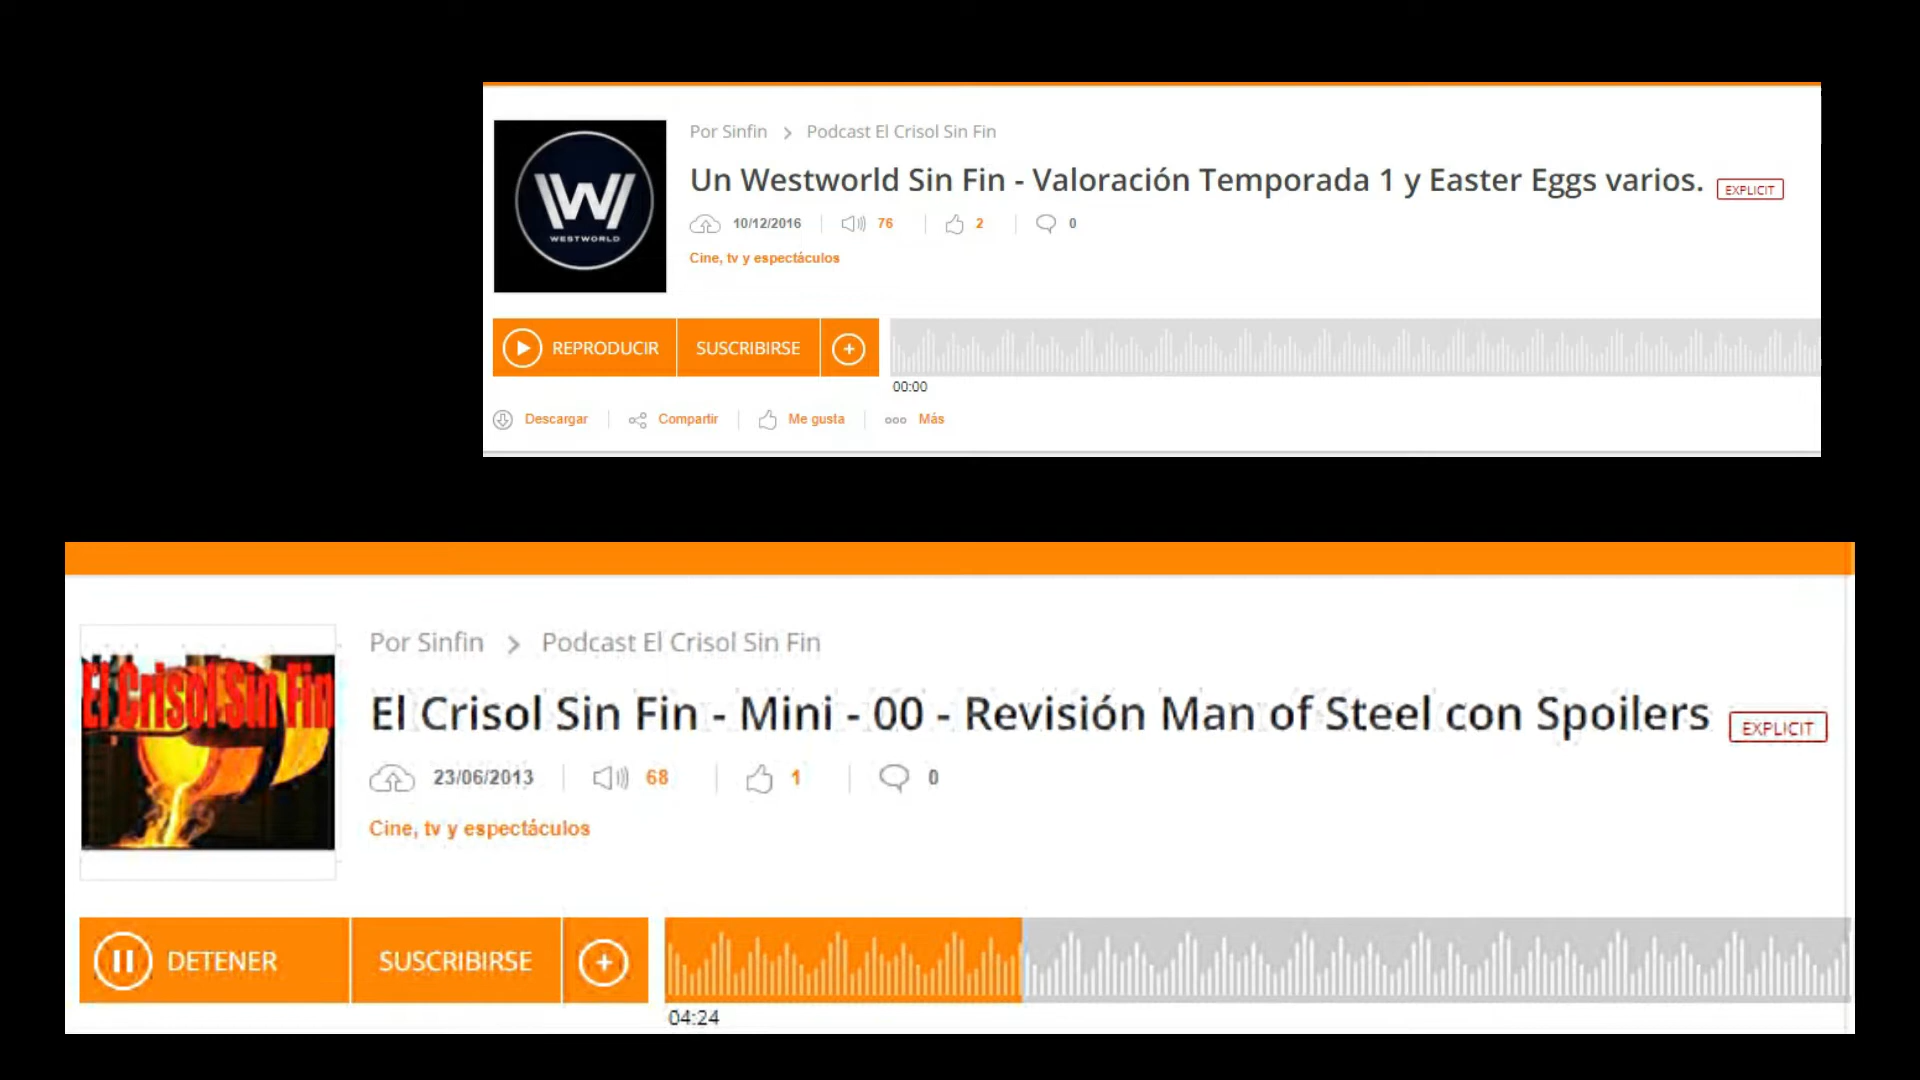 Por Sinfin > Podcast El Crisol Sin Fin
Un Westworld Sin Fin - Valoración Temporada 1 y Easter Eggs varios. EXPLICIT
10/12/2016 76 2 0
Cine, tv y espectáculos
W
WESTWORLD
REPRODUCIR SUSCRIBIRSE +
00:00
Descargar Compartir Me gusta ooo Más
Por Sinfin > Podcast El Crisol Sin Fin
El Crisol Sin Fin
El Crisol Sin Fin - Mini - 00 - Revisión Man of Steel con Spoilers EXPLICIT
23/06/2013 68 1 0
Cine, tv y espectáculos
DETENER SUSCRIBIRSE +
04:24